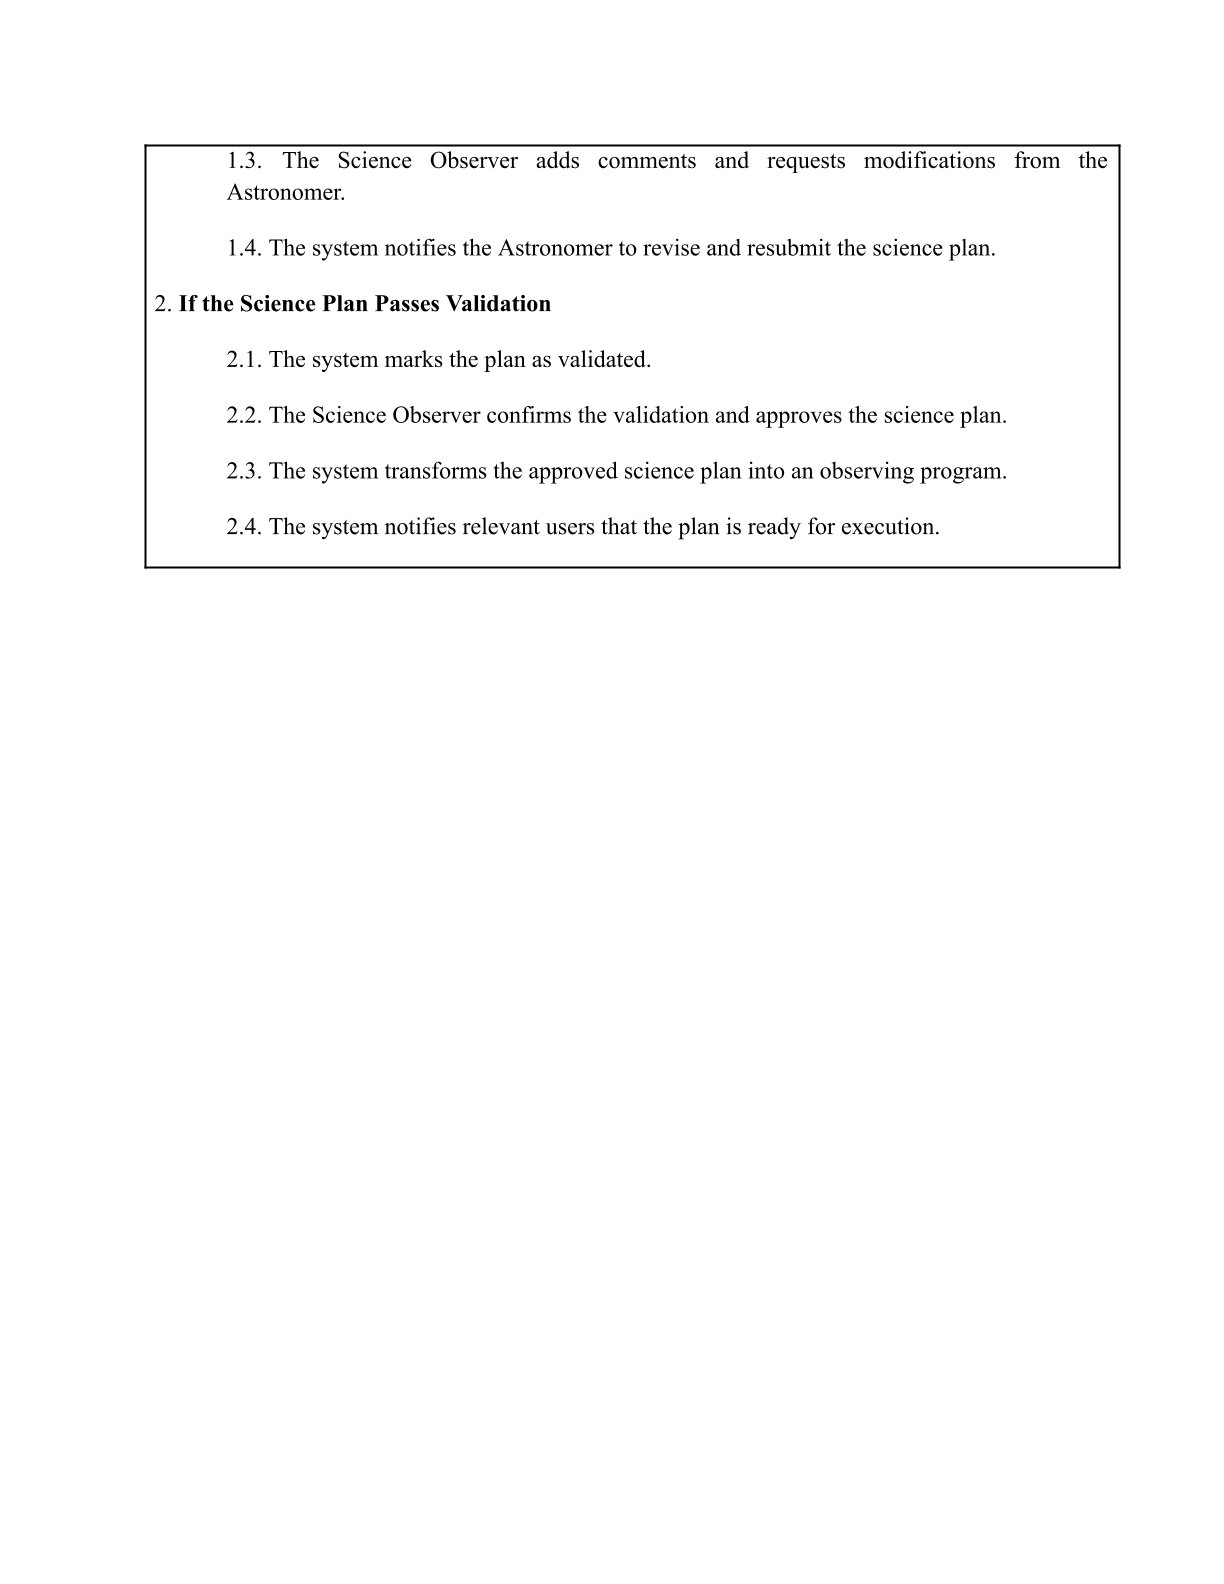 1.3. The Science Observer adds comments and requests modifications from the
Astronomer.
1.4. The system notifies the Astronomer to revise and resubmit the science plan.
2. If the Science Plan Passes Validation
2.1. The system marks the plan as validated.
2.2. The Science Observer confirms the validation and approves the science plan.
2.3. The system transforms the approved science plan into an observing program.
2.4. The system notifies relevant users that the plan is ready for execution.